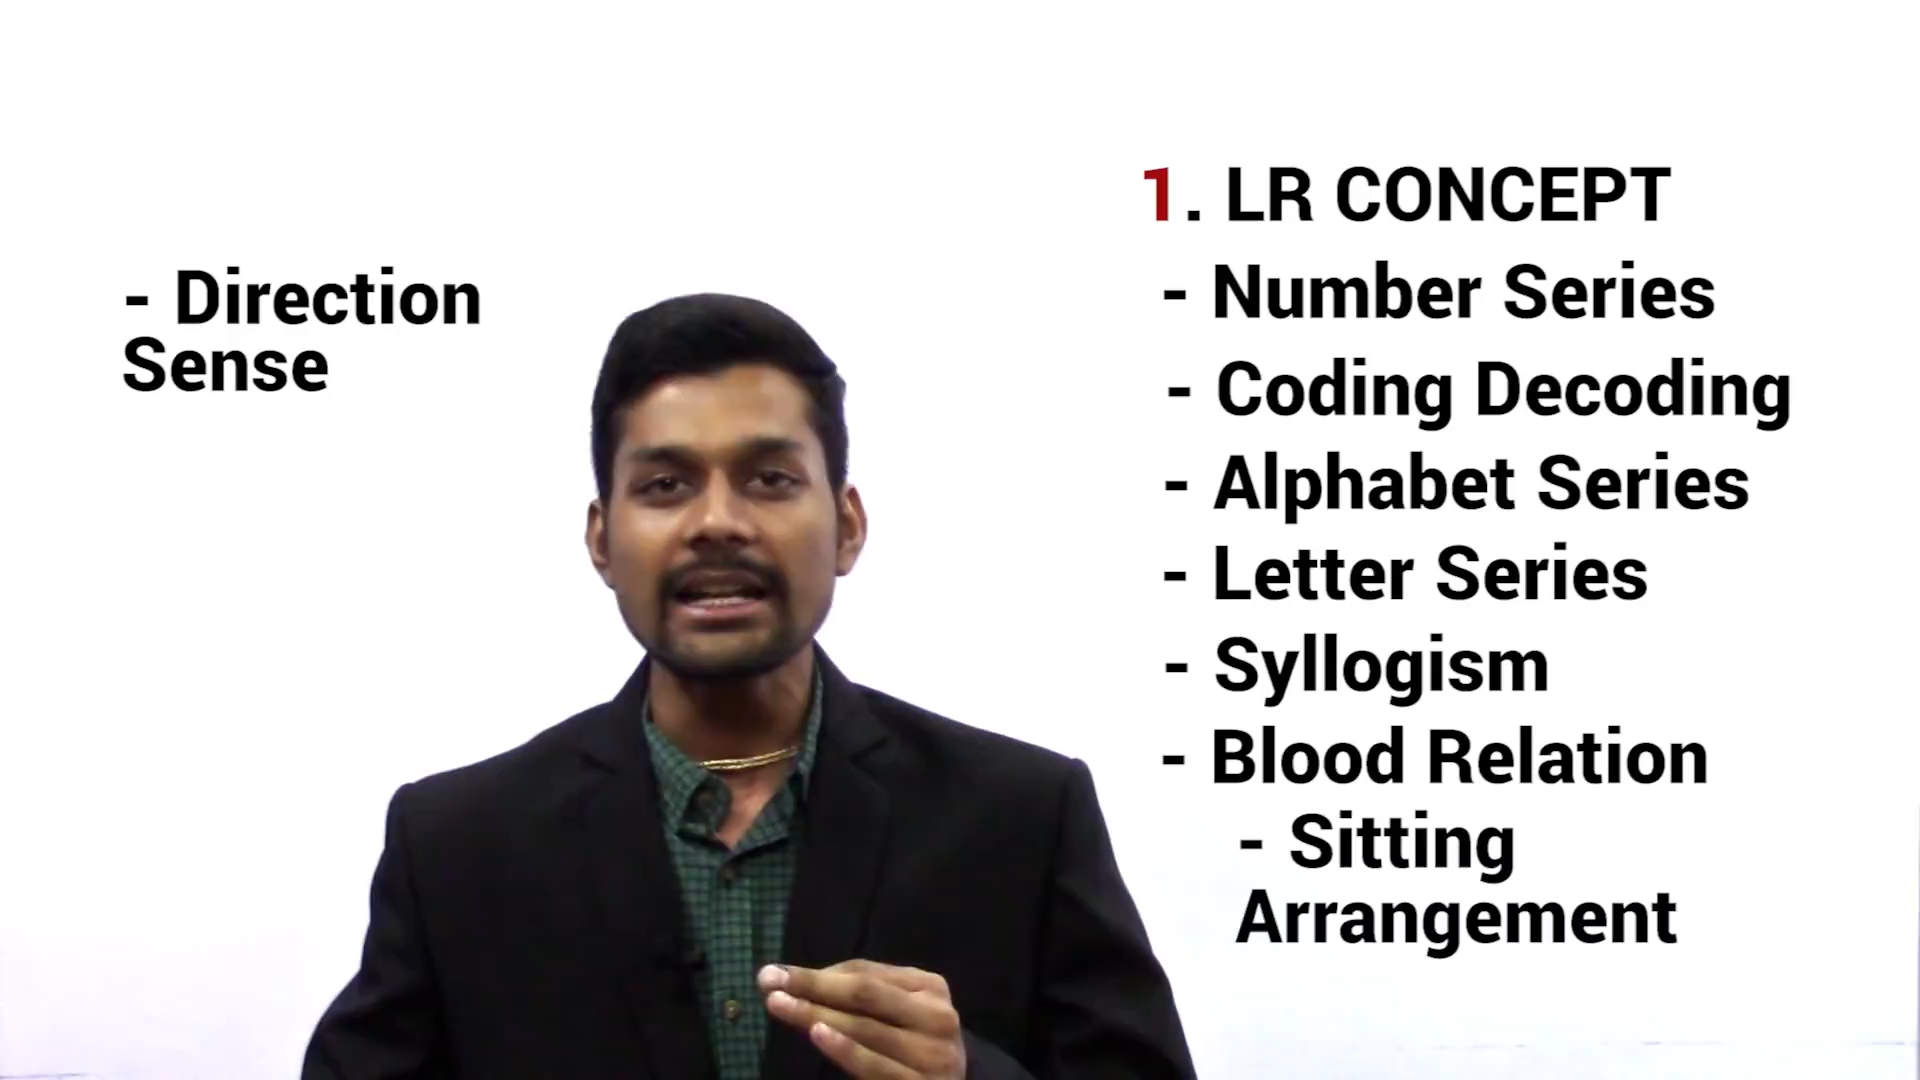 1. LR CONCEPT
- Number Series
- Coding Decoding
- Alphabet Series
- Letter Series
- Syllogism
- Blood Relation
- Sitting
Arrangement
- Direction
Sense